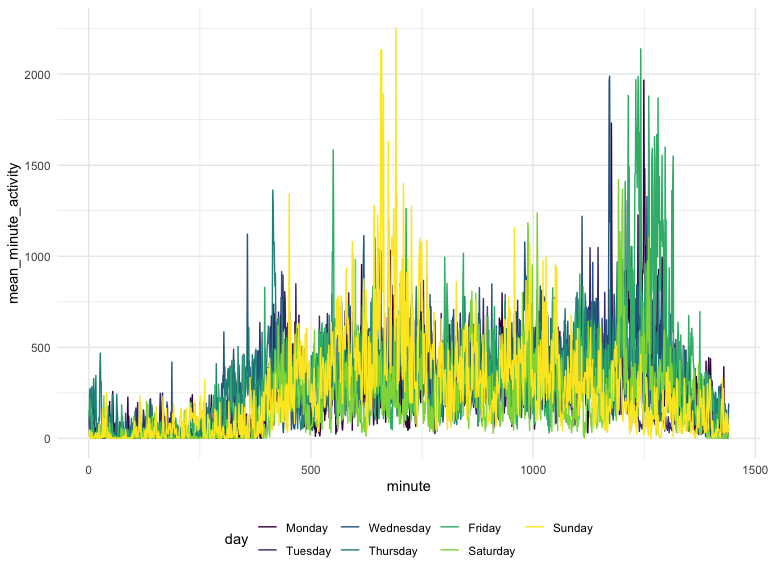 2000
1500
1000
500
0
mean_minute_activity
0 500 1000 1500
minute
day
Monday Wednesday Friday Sunday
Tuesday Thursday Saturday